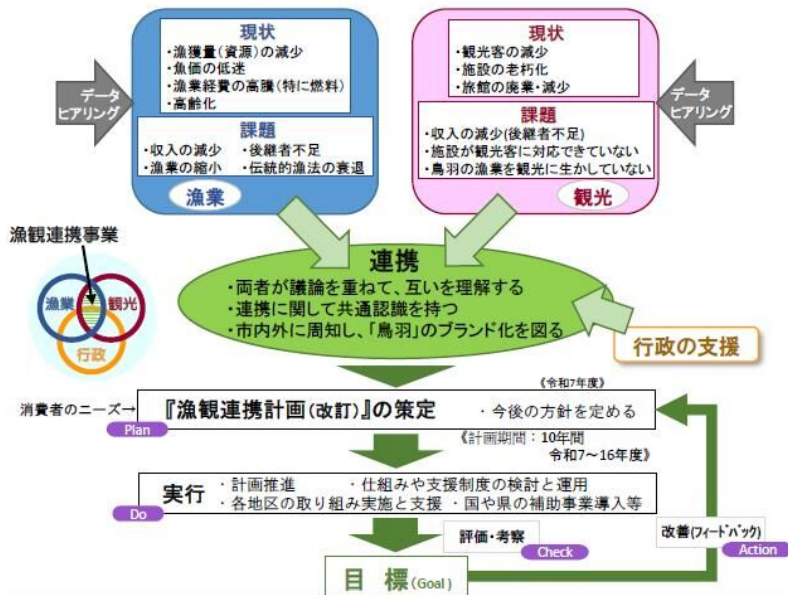 現状
・漁獲量(資源)の減少
・魚価の低迷
・漁業経費の高騰(特に燃料)
・高齢化
課題
・収入の減少 ・後継者不足
・漁業の縮小 ・伝統的漁法の衰退
漁業
データ
ヒアリング
現状
・観光客の減少
・施設の老朽化
・旅館の廃業・減少
課題
・収入の減少(後継者不足)
・施設が観光客に対応できていない
・鳥羽の漁業を観光に生かしていない
観光
データ
ヒアリング
漁観連携事業
漁業
観光
行政
連携
・両者が議論を重ねて、互いを理解する
・連携に関して共通認識を持つ
・市内外に周知し、「鳥羽」のブランド化を図る
行政の支援
《令和7年度》
消費者のニーズ→
『漁観連携計画(改訂)』の策定 ・今後の方針を定める
Plan
《計画期間：10年間
令和7～16年度》
実行
・計画推進 ・仕組みや支援制度の検討と運用
・各地区の取り組み実施と支援 ・国や県の補助事業導入等
Do
評価・考察
Check
改善(フィードバック)
Action
目 標(Goal)